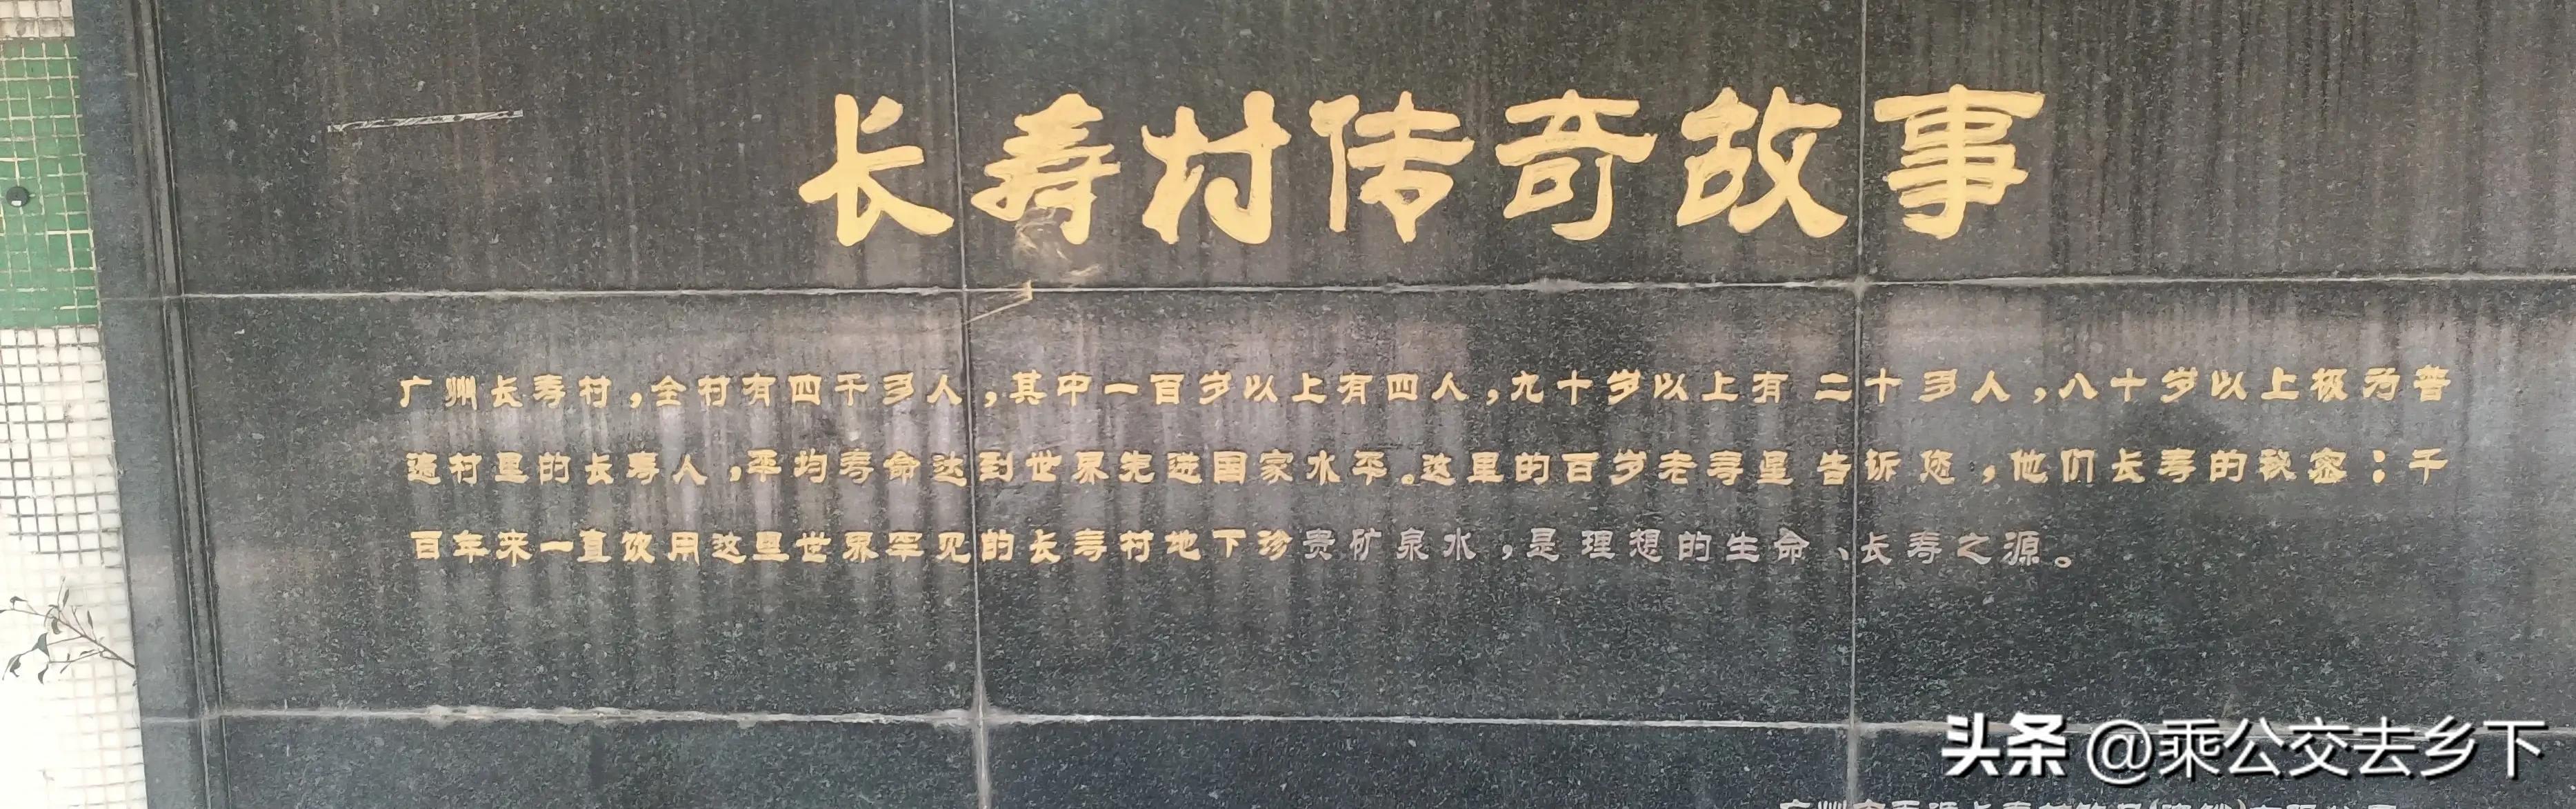 长寿村传奇故事
广州长寿村，全村有四千多人，其中一百岁以上有四人，九十岁以上有二十多人，八十岁以上极为普
遍村里的长寿人，平均寿命达到世界先进国家水平。这里的百岁老寿星告诉您，他们长寿的秘密：千
百年来一直饮用这里世界罕见的长寿村地下珍贵矿泉水，是理想的生命、长寿之源。
头条 @乘公交去乡下